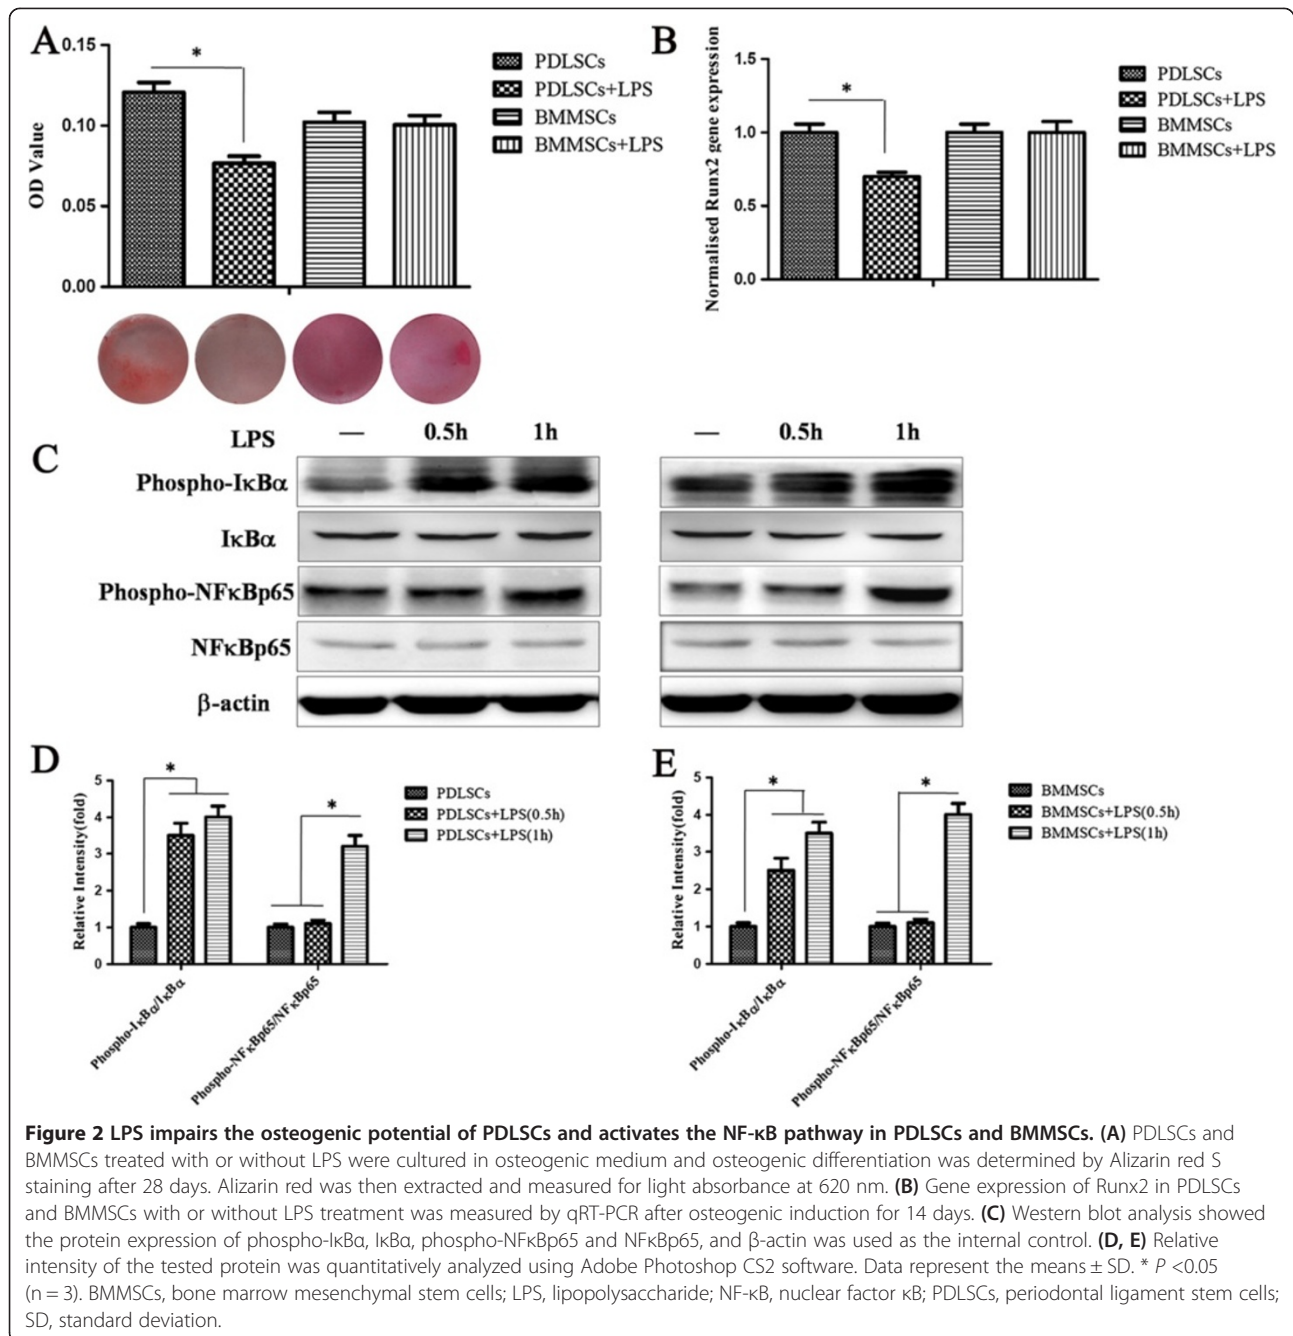 A
0.15
0.10
0.05
0.00
OD Value
*
PDLSCs
PDLSCs+LPS
BMMSCs
BMMSCs+LPS
B
1.5
1.0
0.5
0.0
Normalised Runx2 gene expression
*
PDLSCs
PDLSCs+LPS
BMMSCs
BMMSCs+LPS
C
LPS — 0.5h 1h — 0.5h 1h
Phospho-IκBα
IκBα
Phospho-NFκBp65
NFκBp65
β-actin
D
5
4
3
2
1
0
Relative Intensity(fold)
*
*
PDLSCs
PDLSCs+LPS(0.5h)
PDLSCs+LPS(1h)
Phospho-IκBα/IκBα
Phospho-NFκBp65/NFκBp65
E
5
4
3
2
1
0
Relative Intensity(fold)
*
*
BMMSCs
BMMSCs+LPS(0.5h)
BMMSCs+LPS(1h)
Phospho-IκBα/IκBα
Phospho-NFκBp65/NFκBp65
Figure 2 LPS impairs the osteogenic potential of PDLSCs and activates the NF-κB pathway in PDLSCs and BMMSCs. (A) PDLSCs and
BMMSCs treated with or without LPS were cultured in osteogenic medium and osteogenic differentiation was determined by Alizarin red S
staining after 28 days. Alizarin red was then extracted and measured for light absorbance at 620 nm. (B) Gene expression of Runx2 in PDLSCs
and BMMSCs with or without LPS treatment was measured by qRT-PCR after osteogenic induction for 14 days. (C) Western blot analysis showed
the protein expression of phospho-IκBα, IκBα, phospho-NFκBp65 and NFκBp65, and β-actin was used as the internal control. (D, E) Relative
intensity of the tested protein was quantitatively analyzed using Adobe Photoshop CS2 software. Data represent the means ± SD. * P <0.05
(n = 3). BMMSCs, bone marrow mesenchymal stem cells; LPS, lipopolysaccharide; NF-κB, nuclear factor κB; PDLSCs, periodontal ligament stem cells;
SD, standard deviation.